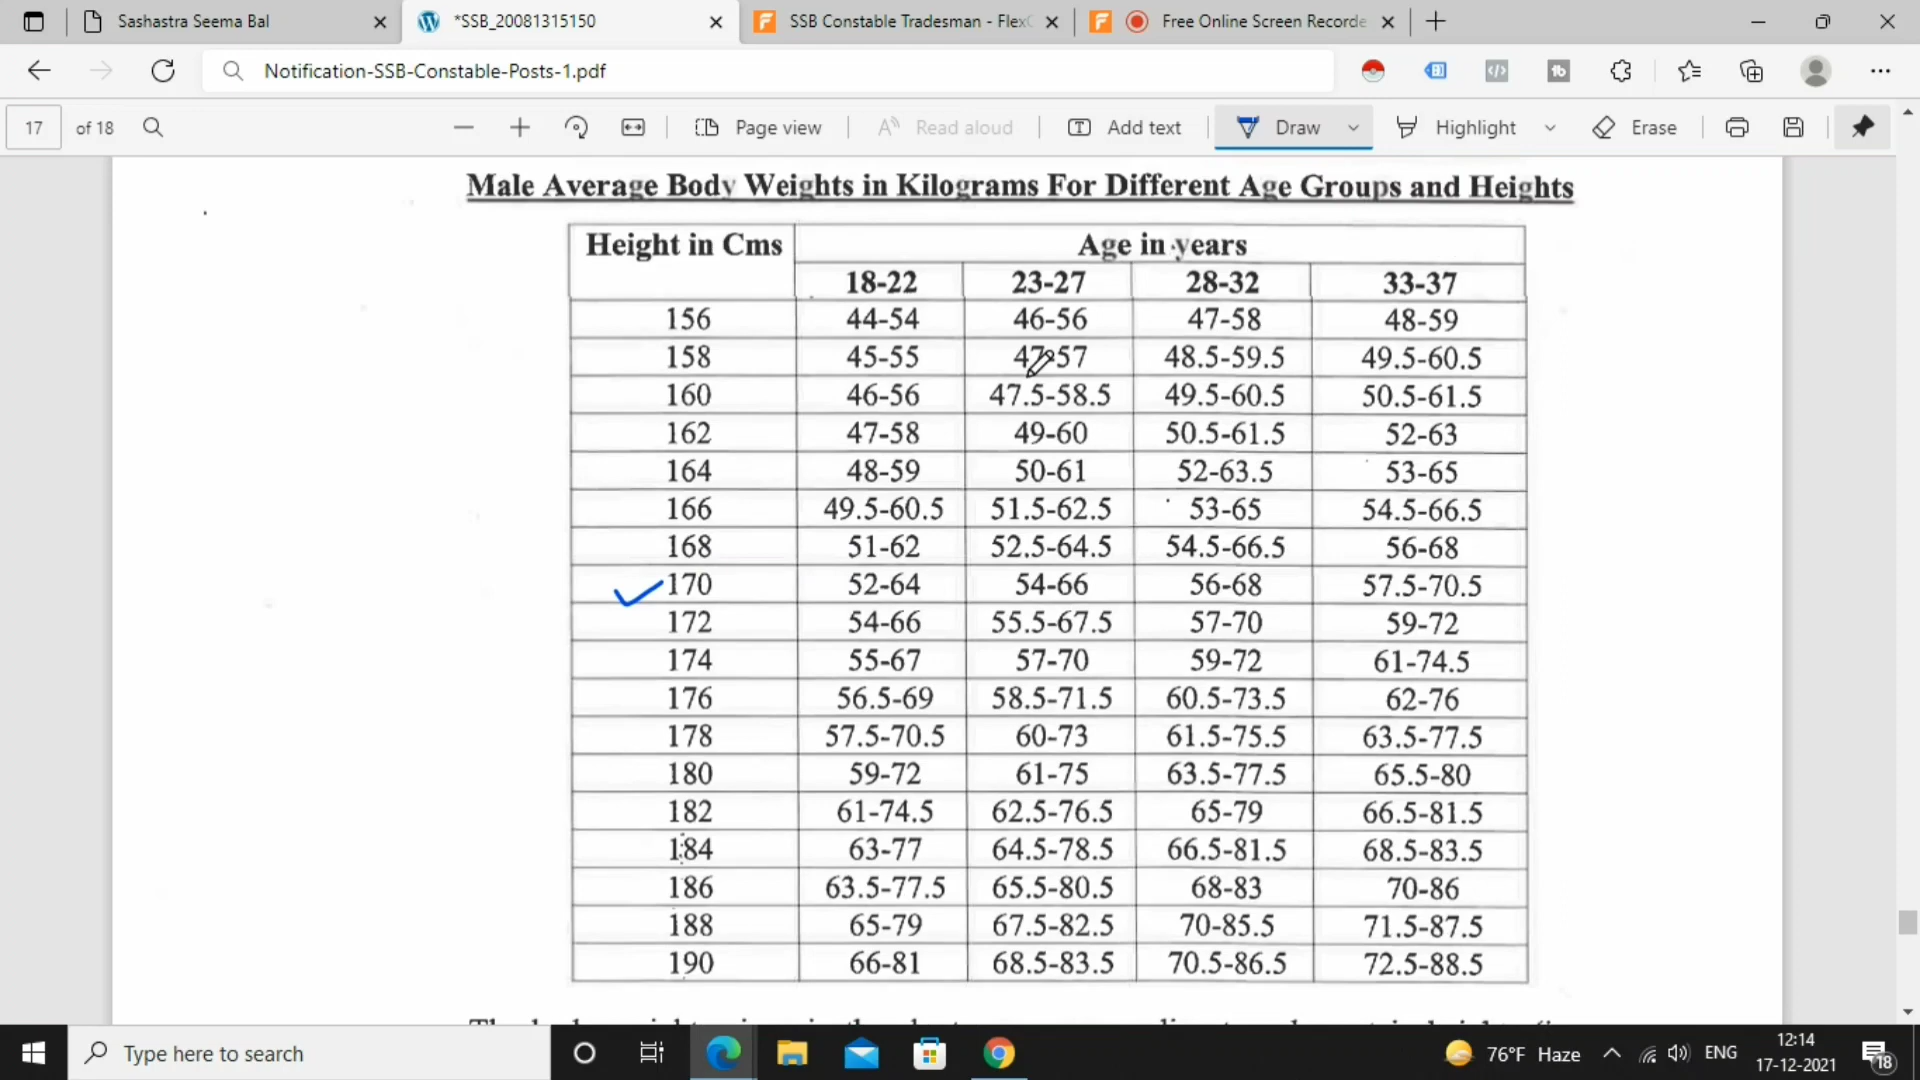 Sashastra Seema Bal
*SSB_20081315150
SSB Constable Tradesman - Flex
Free Online Screen Recorde
Notification-SSB-Constable-Posts-1.pdf
17 of 18
Page view
Read aloud
Add text
Draw
Highlight
Erase
Male Average Body Weights in Kilograms For Different Age Groups and Heights
Height in Cms Age in years
18-22 23-27 28-32 33-37
156 44-54 46-56 47-58 48-59
158 45-55 47-57 48.5-59.5 49.5-60.5
160 46-56 47.5-58.5 49.5-60.5 50.5-61.5
162 47-58 49-60 50.5-61.5 52-63
164 48-59 50-61 52-63.5 53-65
166 49.5-60.5 51.5-62.5 53-65 54.5-66.5
168 51-62 52.5-64.5 54.5-66.5 56-68
170 52-64 54-66 56-68 57.5-70.5
172 54-66 55.5-67.5 57-70 59-72
174 55-67 57-70 59-72 61-74.5
176 56.5-69 58.5-71.5 60.5-73.5 62-76
178 57.5-70.5 60-73 61.5-75.5 63.5-77.5
180 59-72 61-75 63.5-77.5 65.5-80
182 61-74.5 62.5-76.5 65-79 66.5-81.5
184 63-77 64.5-78.5 66.5-81.5 68.5-83.5
186 63.5-77.5 65.5-80.5 68-83 70-86
188 65-79 67.5-82.5 70-85.5 71.5-87.5
190 66-81 68.5-83.5 70.5-86.5 72.5-88.5
Type here to search
76°F Haze
ENG
12:14
17-12-2021
18